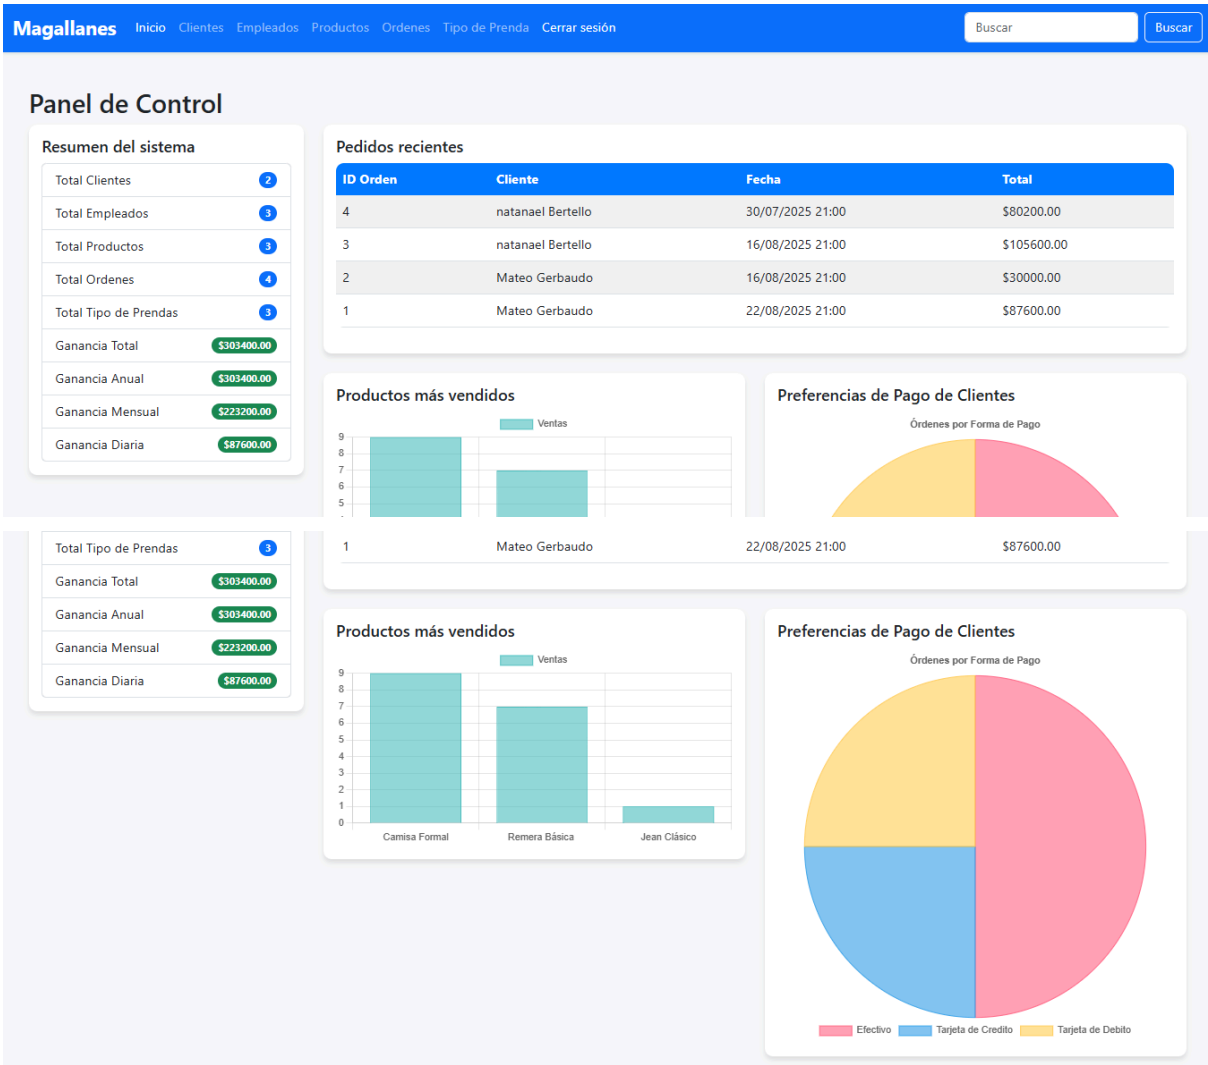 Magallanes Inicio Clientes Empleados Productos Ordenes Tipo de Prenda Cerrar sesión Buscar Buscar
Panel de Control
Resumen del sistema
Total Clientes 2
Total Empleados 3
Total Productos 3
Total Ordenes 4
Total Tipo de Prendas 3
Ganancia Total $303400.00
Ganancia Anual $303400.00
Ganancia Mensual $223200.00
Ganancia Diaria $87600.00
Pedidos recientes
ID Orden Cliente Fecha Total
4 natanael Bertello 30/07/2025 21:00 $80200.00
3 natanael Bertello 16/08/2025 21:00 $105600.00
2 Mateo Gerbaudo 16/08/2025 21:00 $30000.00
1 Mateo Gerbaudo 22/08/2025 21:00 $87600.00
Productos más vendidos
Ventas
9
8
7
6
5
Preferencias de Pago de Clientes
Órdenes por Forma de Pago
Total Tipo de Prendas 3
Ganancia Total $303400.00
Ganancia Anual $303400.00
Ganancia Mensual $223200.00
Ganancia Diaria $87600.00
1 Mateo Gerbaudo 22/08/2025 21:00 $87600.00
Productos más vendidos
Ventas
9
8
7
6
5
4
3
2
1
0
Camisa Formal Remera Básica Jean Clásico
Preferencias de Pago de Clientes
Órdenes por Forma de Pago
Efectivo Tarjeta de Credito Tarjeta de Debito